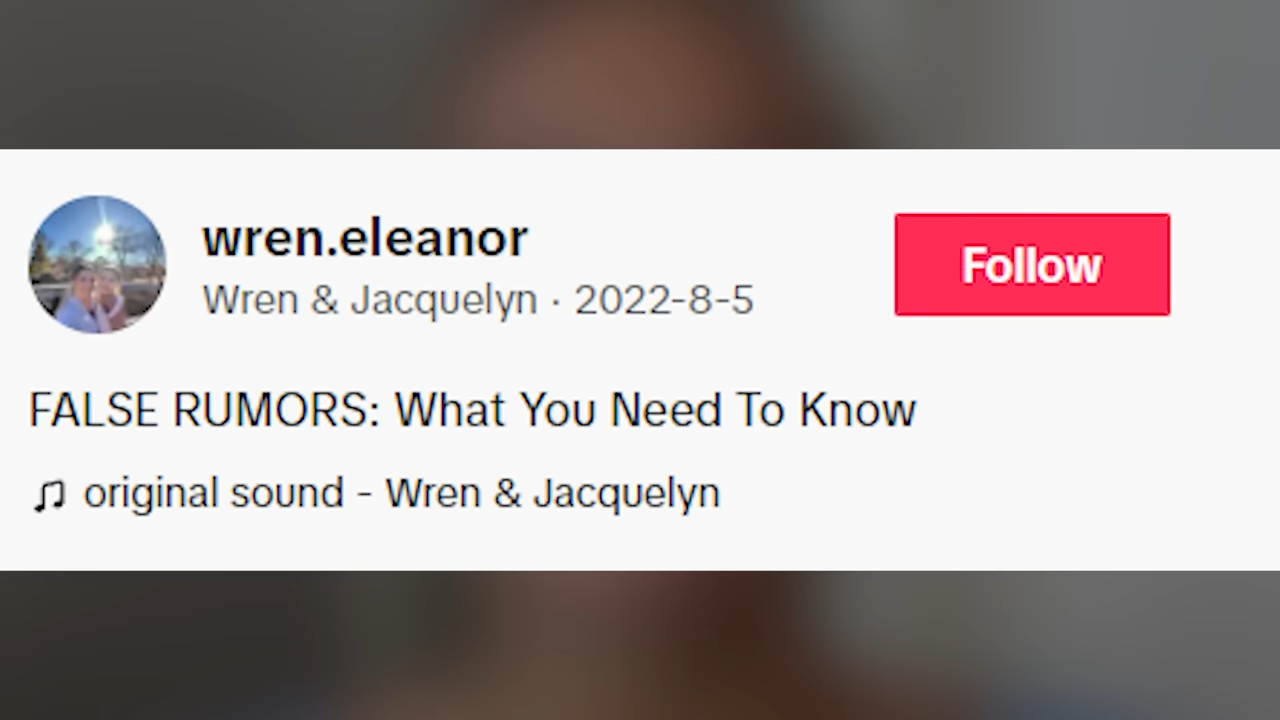 wren.eleanor
Follow
Wren & Jacquelyn · 2022-8-5
FALSE RUMORS: What You Need To Know
original sound - Wren & Jacquelyn